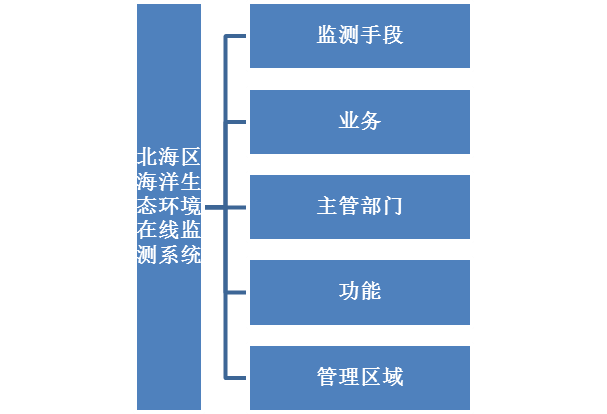 北海区
海洋生
态环境
在线监
测系统
监测手段
业务
主管部门
功能
管理区域